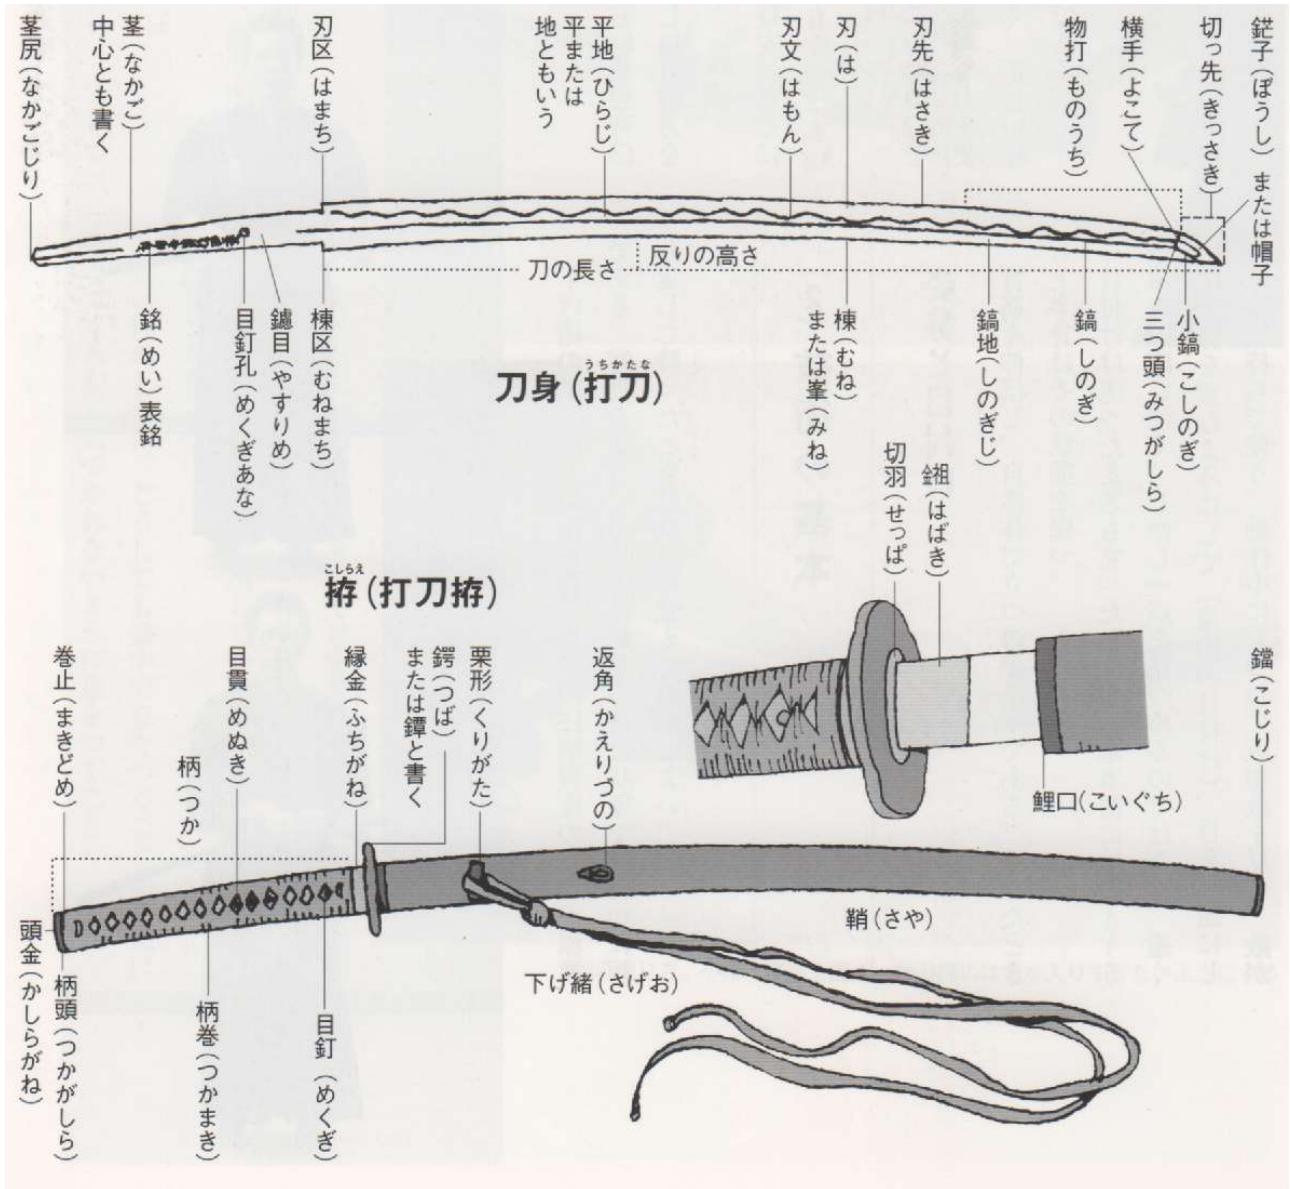 鋩子(ぼうし)または帽子
切っ先(きっさき)
横手(よこて)
物打(ものうち)
刃先(はさき)
刃(は)
刃文(はもん)
平地(ひらじ)
平または
地ともいう
刃区(はまち)
茎(なかご)
中心とも書く
茎尻(なかごじり)
反りの高さ
刀の長さ
小鎬(こしのぎ)
三つ頭(みつがしら)
鎬(しのぎ)
鎬地(しのぎじ)
棟(むね)
または峯(みね)
棟区(むねまち)
鑢目(やすりめ)
目釘孔(めくぎあな)
銘(めい)表銘
刀身(打刀)
うちかたな
金祖(はばき)
切羽(せっぱ)
鯉口(こいぐち)
こしらえ
拵(打刀拵)
鐺(こじり)
返角(かえりづの)
栗形(くりがた)
鍔(つば)
または鐔と書く
縁金(ふちがね)
目貫(めぬき)
柄(つか)
巻止(まきどめ)
鞘(さや)
下げ緒(さげお)
目釘(めくぎ)
柄巻(つかまき)
柄頭(つかがしら)
頭金(かしらがね)